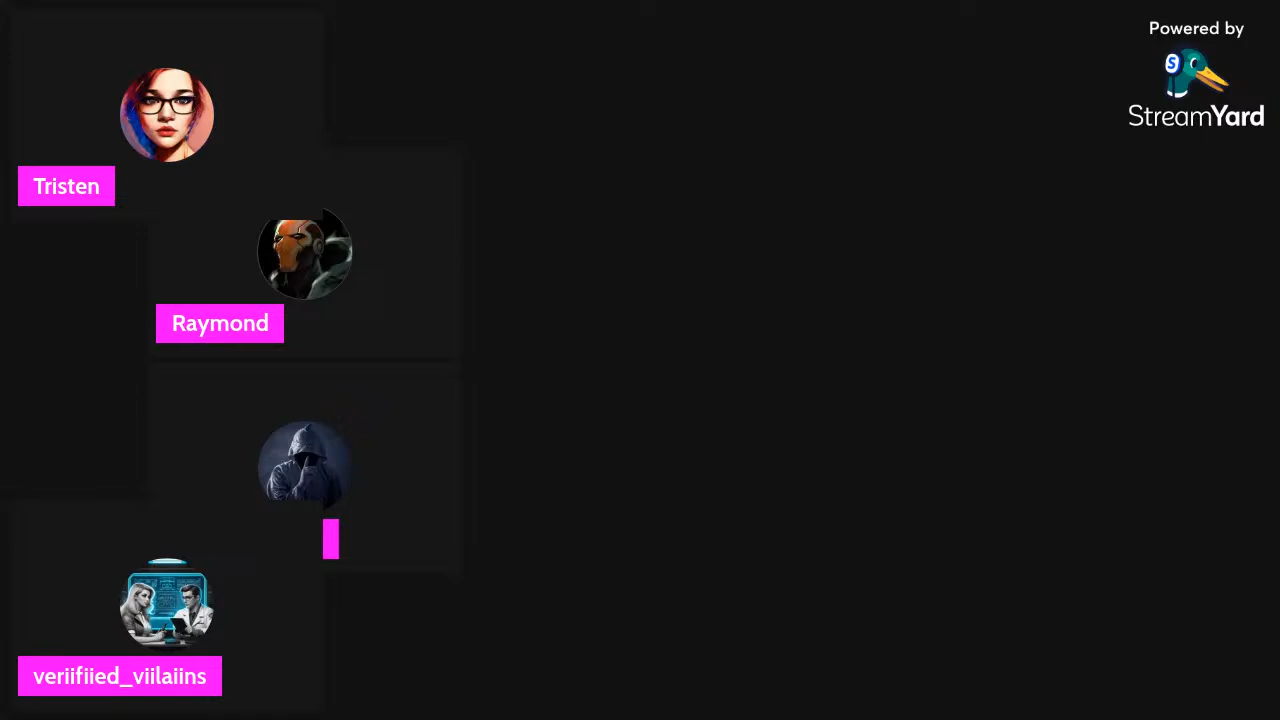 Powered by
StreamYard
Tristen
Raymond
veriifiied_viilaiins